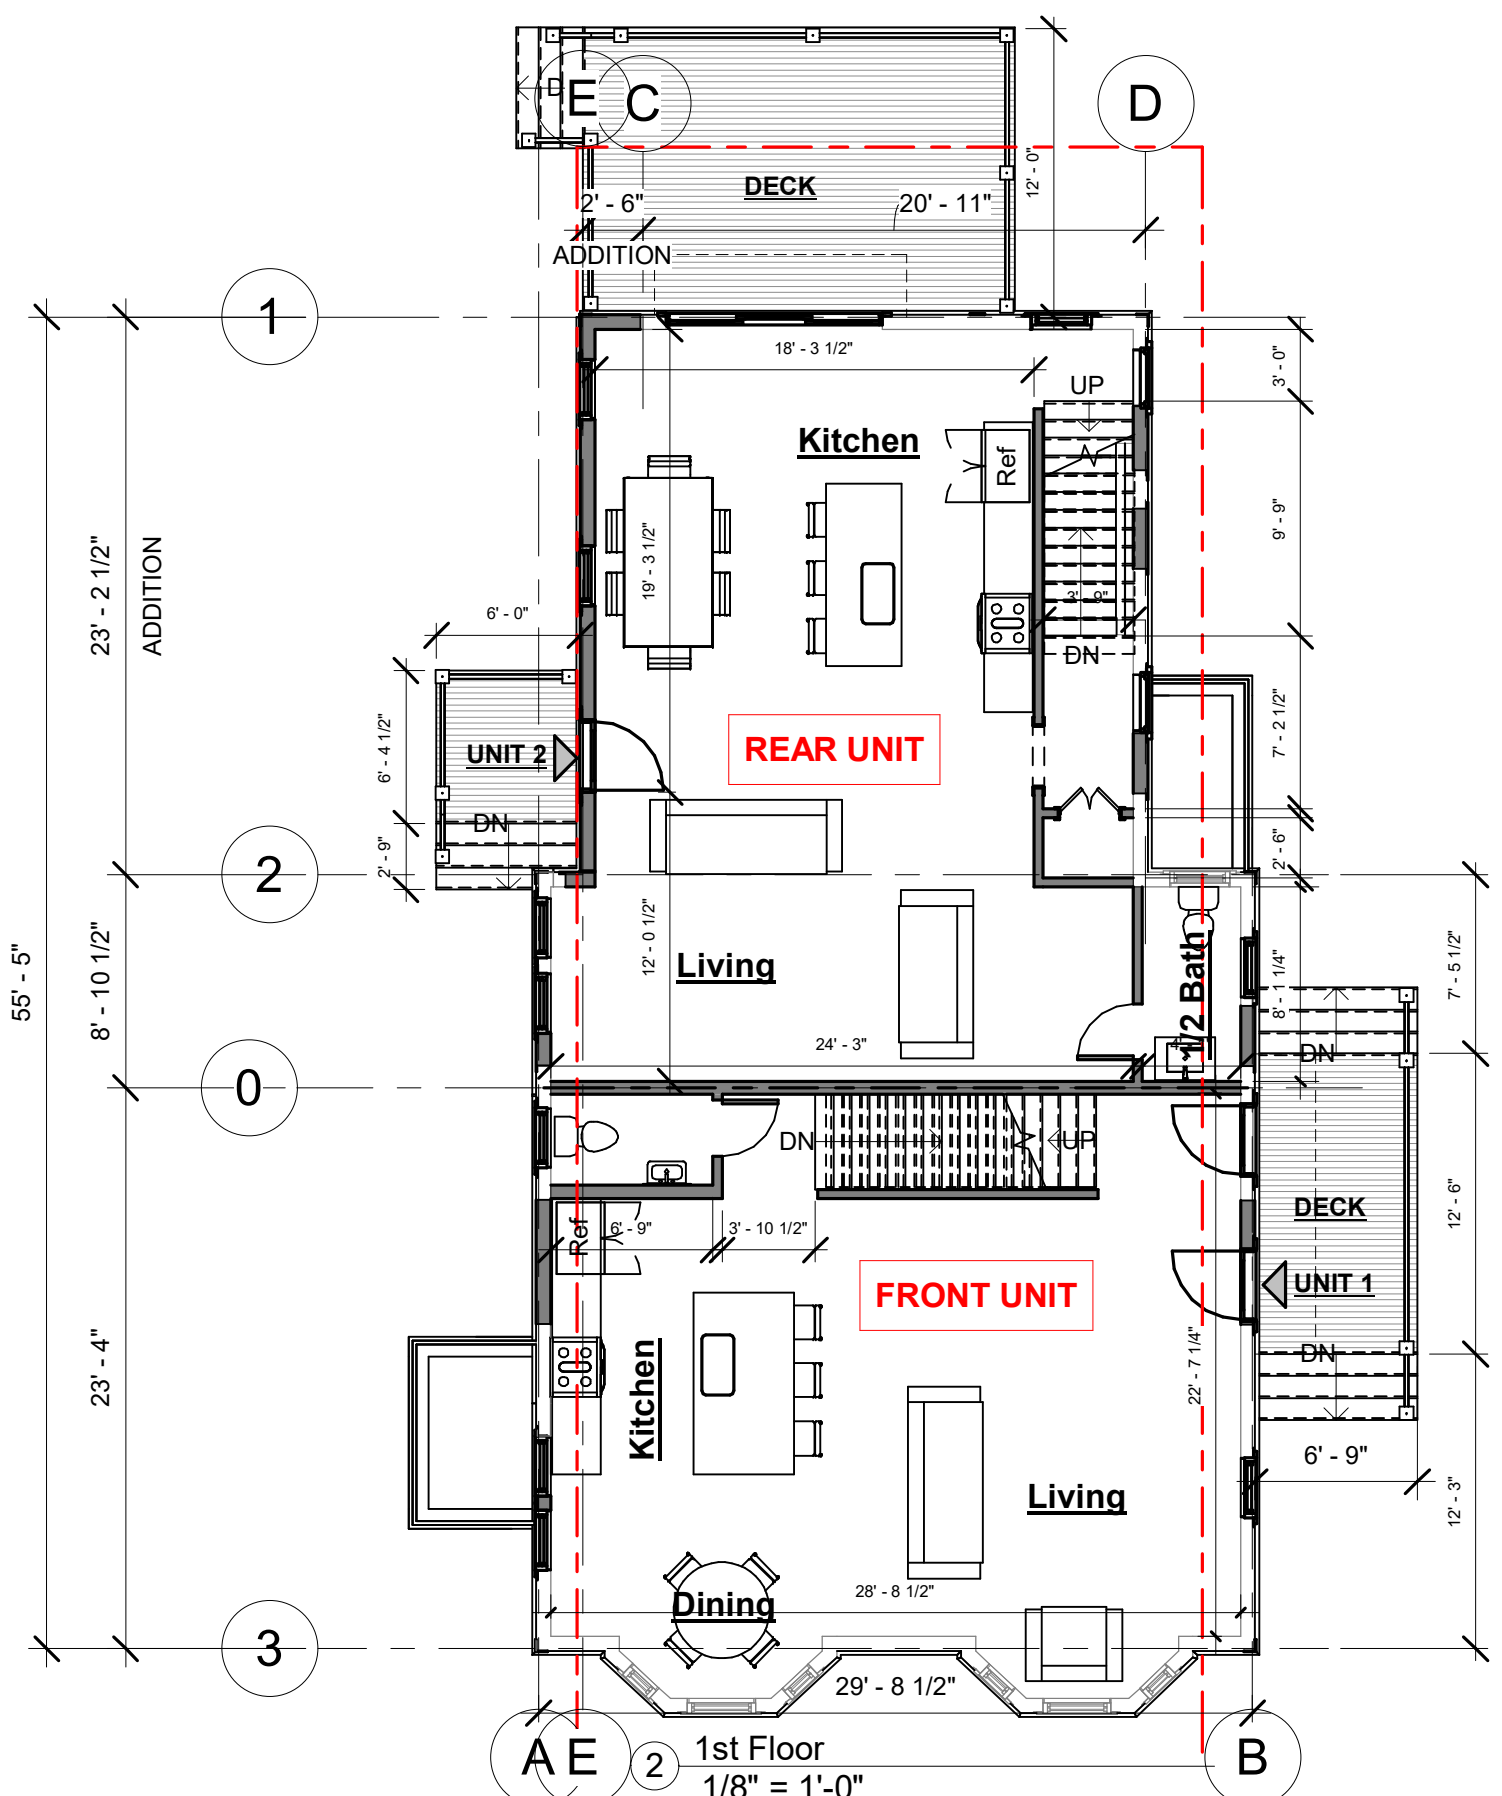 E
C
D
D
12' - 0"
DECK
2' - 6"
20' - 11"
ADDITION
1
18' - 3 1/2"
3' - 0"
UP
Kitchen
Ref
23' - 2 1/2"
ADDITION
19' - 3 1/2"
9' - 9"
6' - 0"
3' - 9"
DN
6' - 4 1/2"
UNIT 2
REAR UNIT
7' - 2 1/2"
DN
2' - 9"
2' - 6"
2
55' - 5"
8' - 10 1/2"
12' - 0 1/2"
Living
1/2 Bath
8' - 1 1/4"
7' - 5 1/2"
24' - 3"
DN
0
DN
UP
Ref
6' - 9"
3' - 10 1/2"
DECK
12' - 6"
FRONT UNIT
UNIT 1
23' - 4"
Kitchen
22' - 7 1/4"
DN
6' - 9"
12' - 3"
Living
Dining
28' - 8 1/2"
3
29' - 8 1/2"
A
E
B
2
1st Floor
1/8" = 1'-0"